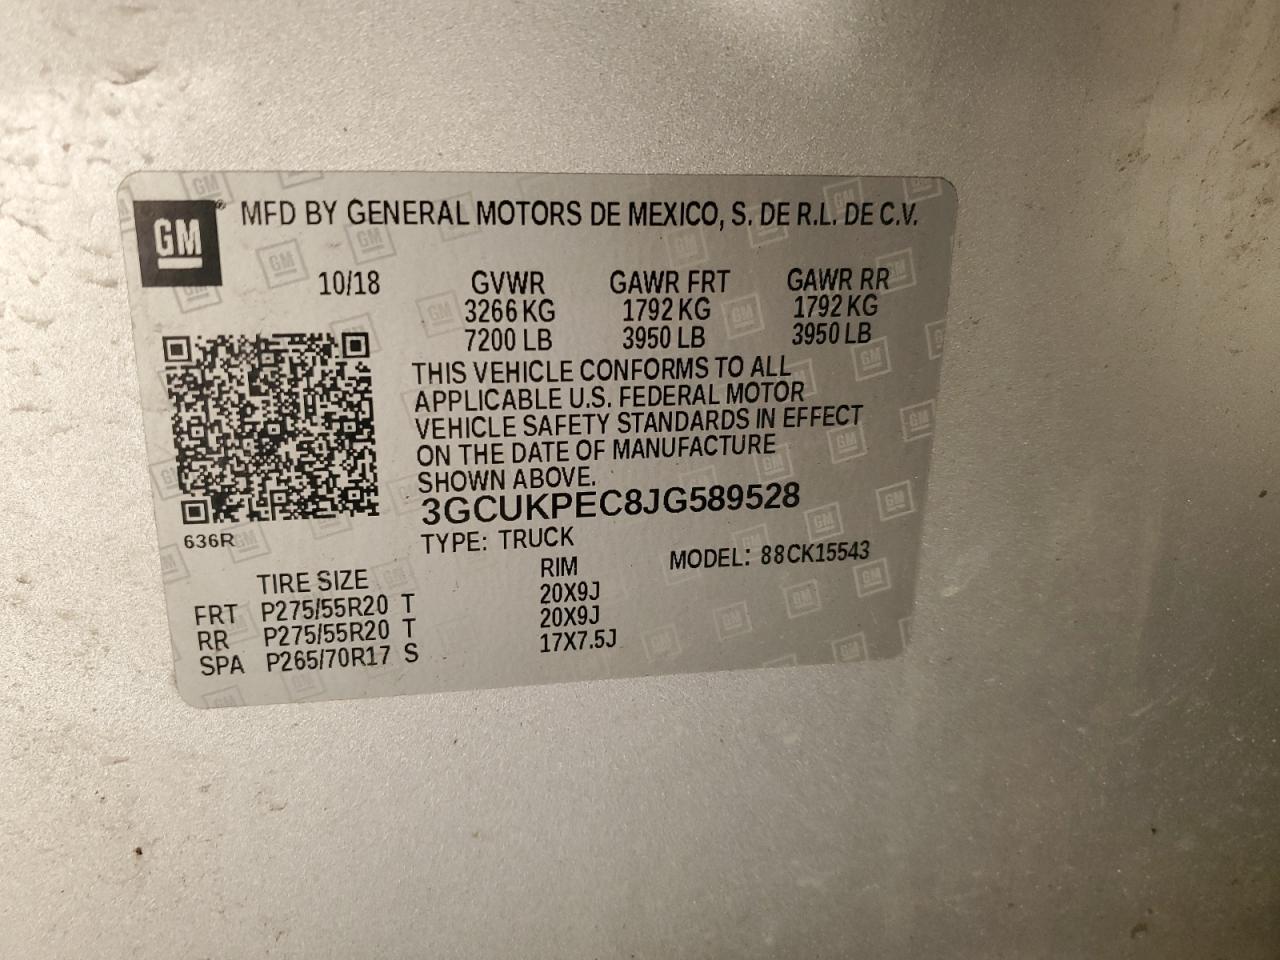 GM® MFD BY GENERAL MOTORS DE MEXICO, S. DE R.L. DE C.V.
10/18 GVWR GAWR FRT GAWR RR
3266 KG 1792 KG 1792 KG
7200 LB 3950 LB 3950 LB
THIS VEHICLE CONFORMS TO ALL
APPLICABLE U.S. FEDERAL MOTOR
VEHICLE SAFETY STANDARDS IN EFFECT
ON THE DATE OF MANUFACTURE
SHOWN ABOVE.
3GCUKPEC8JG589528
636R
TYPE: TRUCK MODEL: 88CK15543
TIRE SIZE RIM
FRT P275/55R20 T 20X9J
RR P275/55R20 T 20X9J
SPA P265/70R17 S 17X7.5J